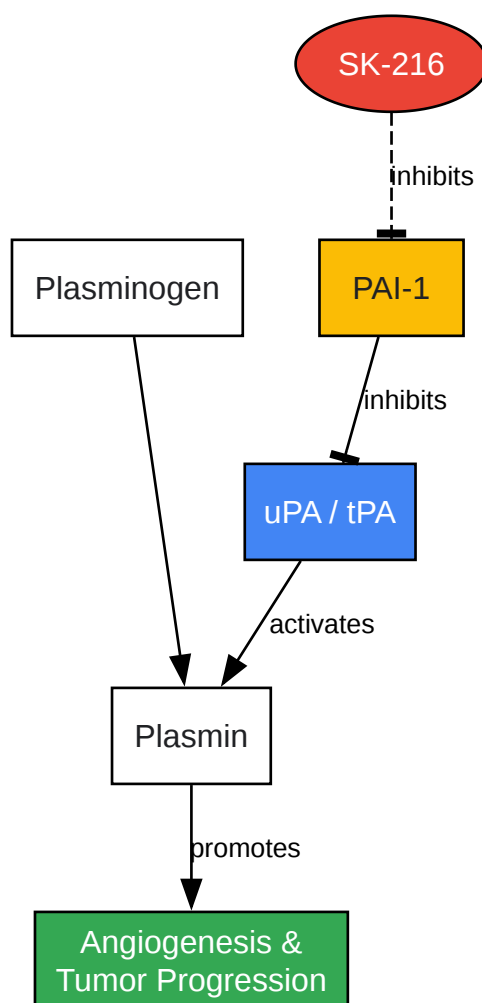 SK-216
inhibits
Plasminogen
PAI-1
inhibits
uPA / tPA
activates
Plasmin
promotes
Angiogenesis &
Tumor Progression